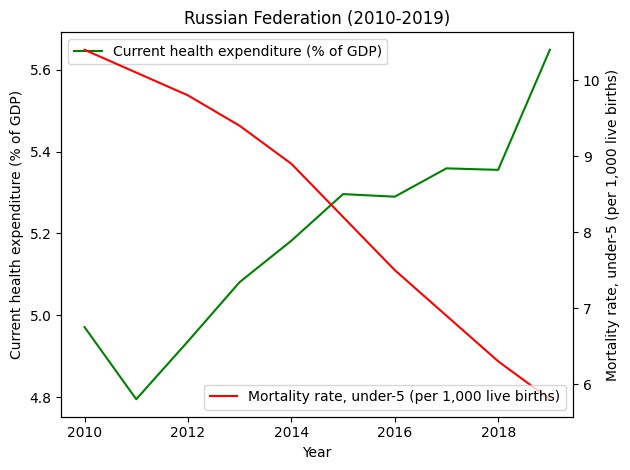 Russian Federation (2010-2019)
Current health expenditure (% of GDP)
Current health expenditure (% of GDP)
5.6
5.4
5.2
5.0
4.8
10
9
8
7
6
Mortality rate, under-5 (per 1,000 live births)
Mortality rate, under-5 (per 1,000 live births)
2010
2012
2014
2016
2018
Year